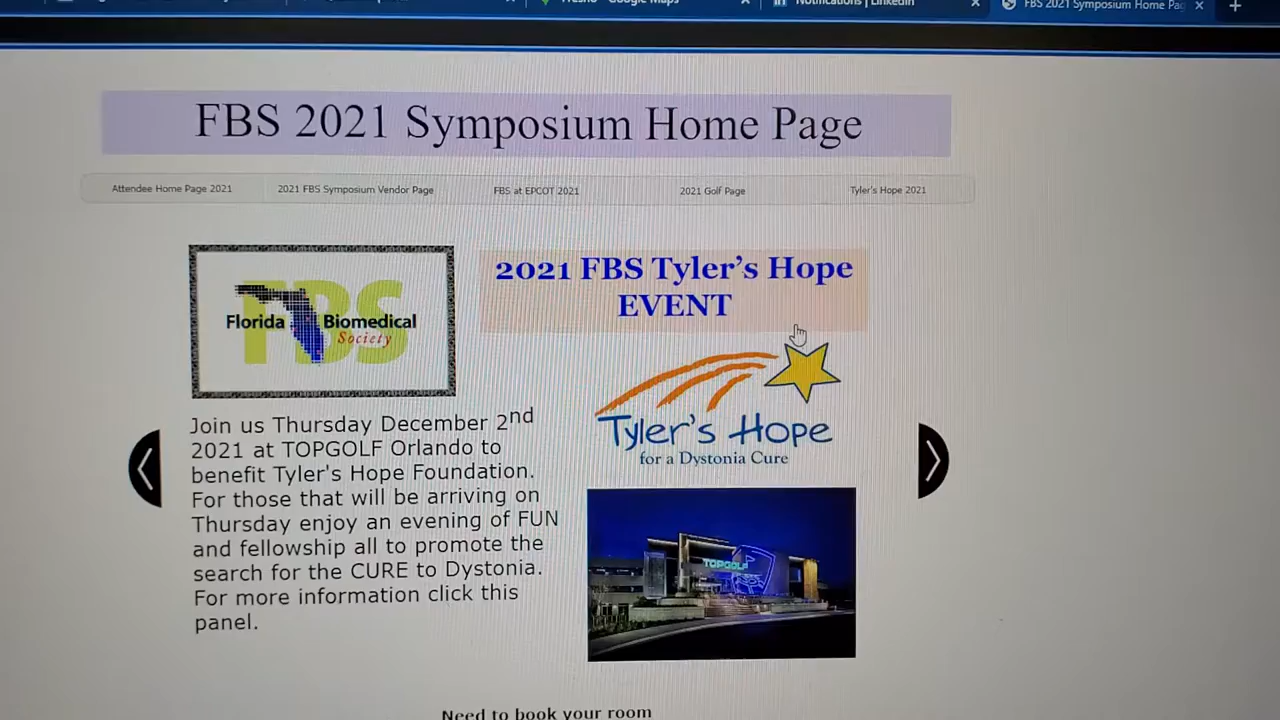 Notifications | LinkedIn
FBS 2021 Symposium Home Pag
FBS 2021 Symposium Home Page
Attendee Home Page 2021
2021 FBS Symposium Vendor Page
FBS at EPCOT 2021
2021 Golf Page
Tyler's Hope 2021
FBS
Florida Biomedical
Society
2021 FBS Tyler's Hope
EVENT
Tyler's Hope
for a Dystonia Cure
Join us Thursday December 2nd
2021 at TOPGOLF Orlando to
benefit Tyler's Hope Foundation.
For those that will be arriving on
Thursday enjoy an evening of FUN
and fellowship all to promote the
search for the CURE to Dystonia.
For more information click this
panel.
TOPGOLF
Need to book your room